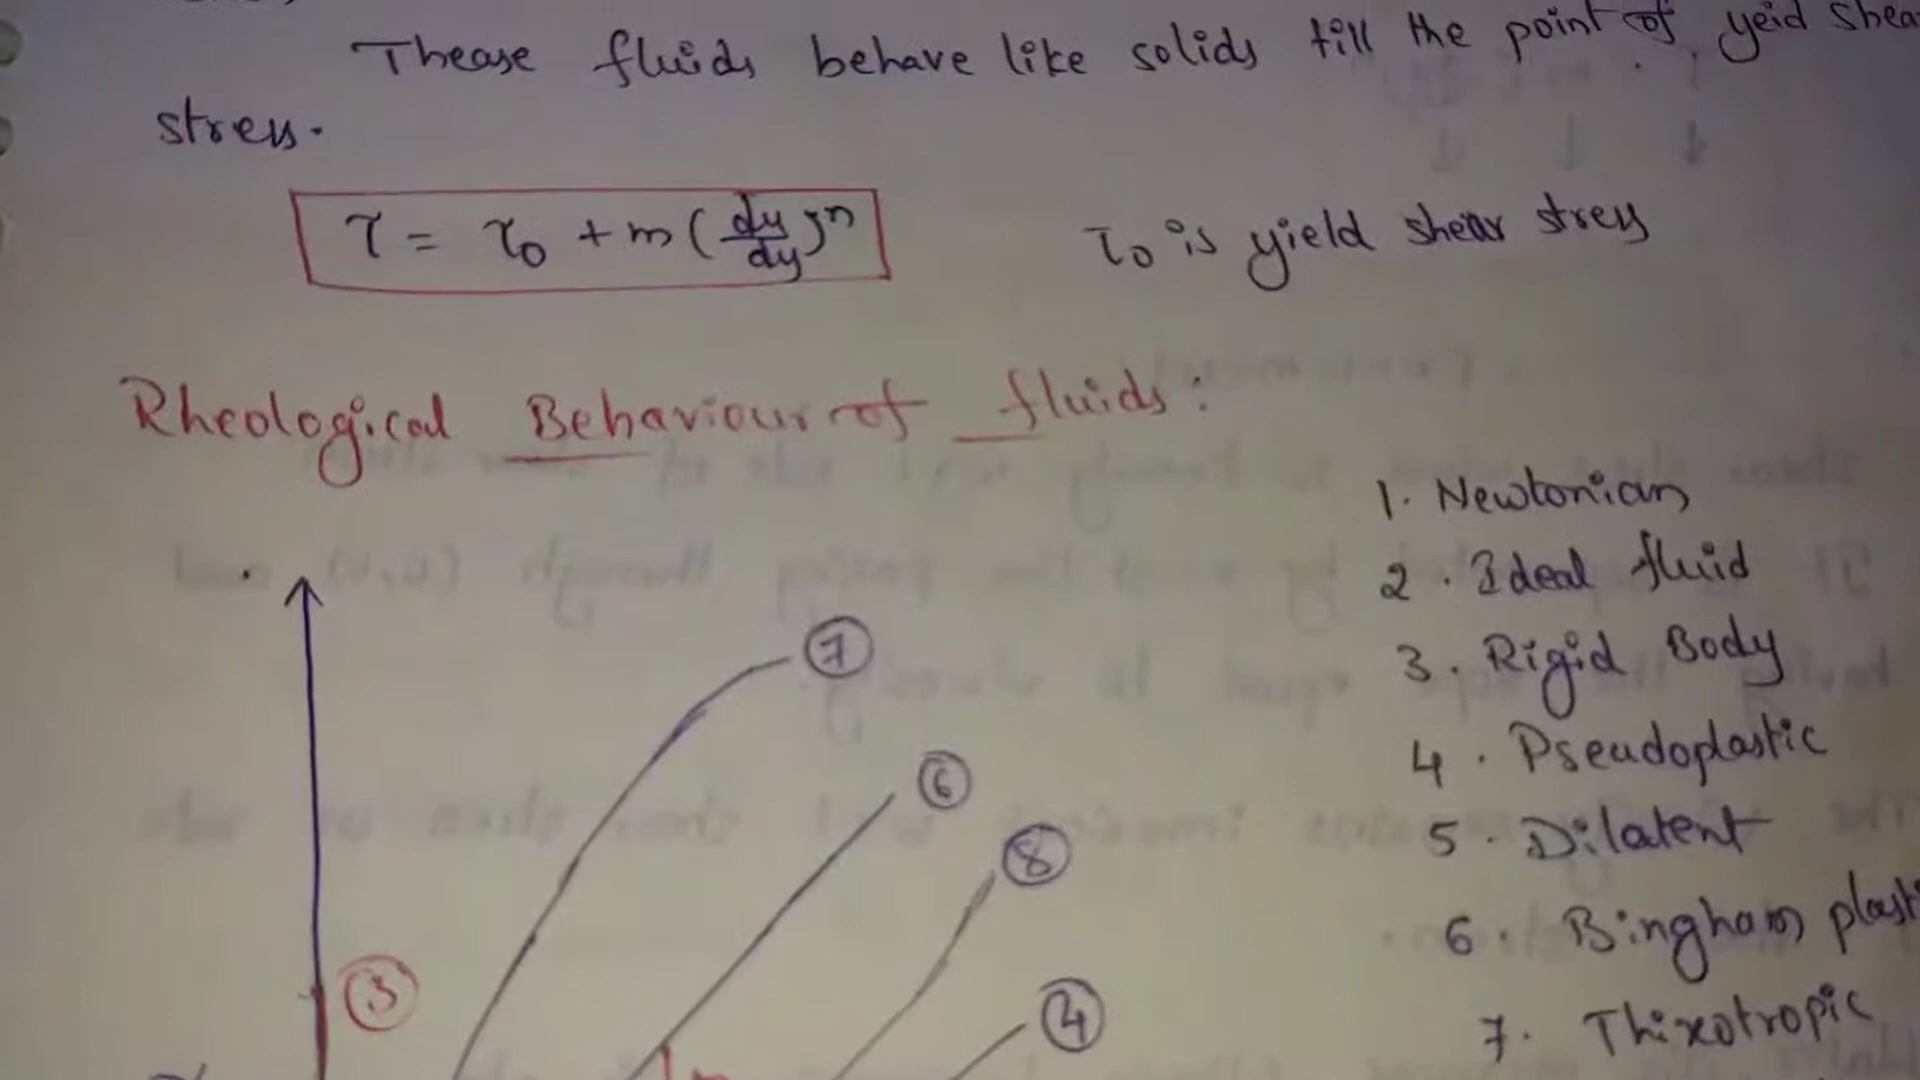 Thease fluids behave like solids till the point of yeid shea
stress.
τ = τ0 + m (du/dy)^n
τ0 is yield shear stress
Rheological Behaviour of fluids:
1. Newtonian
2. Ideal fluid
3. Rigid Body
4. Pseudoplastic
5. Dilatent
6. Bingham plasti
7. Thixotropic
7
6
8
3
4